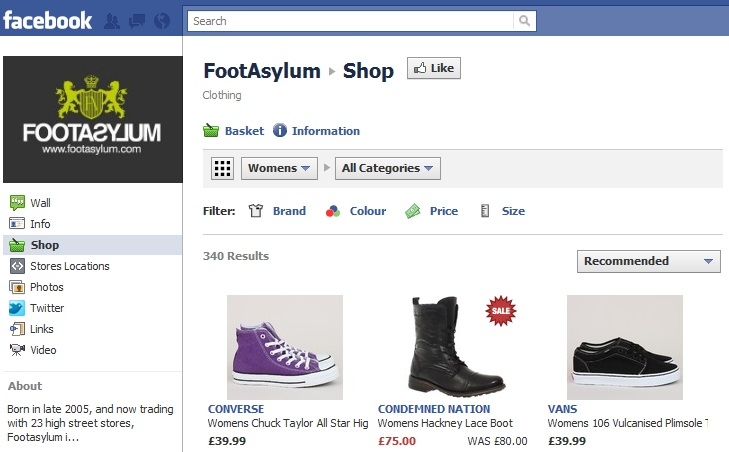 facebook
Search
FOOTASYLUM
www.footasylum.com
Wall
Info
Shop
Stores Locations
Photos
Twitter
Links
Video
About
Born in late 2005, and now trading
with 23 high street stores,
Footasylum i...
FootAsylum Shop Like
Clothing
Basket Information
Womens All Categories
Filter: Brand Colour Price Size
340 Results Recommended
SALE
CONVERSE CONDEMNED NATION VANS
Womens Chuck Taylor All Star Hig Womens Hackney Lace Boot Womens 106 Vulcanised Plimsole T
£39.99 £75.00 WAS £80.00 £39.99